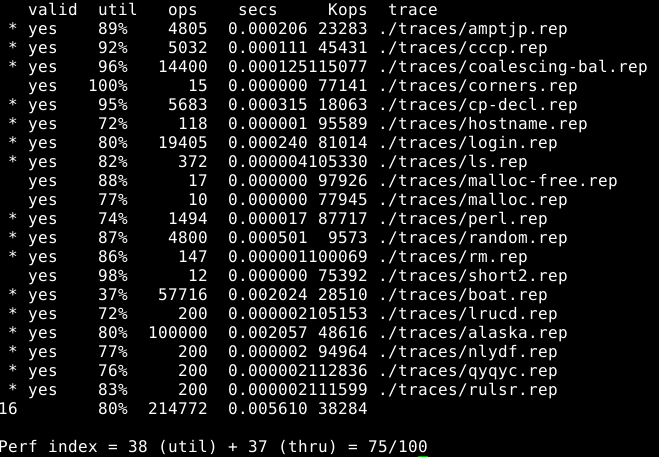 valid util ops secs Kops trace
* yes 89% 4805 0.000206 23283 ./traces/amptjp.rep
* yes 92% 5032 0.000111 45431 ./traces/cccp.rep
* yes 96% 14400 0.000125115077 ./traces/coalescing-bal.rep
yes 100% 15 0.000000 77141 ./traces/corners.rep
* yes 95% 5683 0.000315 18063 ./traces/cp-decl.rep
* yes 72% 118 0.000001 95589 ./traces/hostname.rep
* yes 80% 19405 0.000240 81014 ./traces/login.rep
* yes 82% 372 0.000004105330 ./traces/ls.rep
yes 88% 17 0.000000 97926 ./traces/malloc-free.rep
yes 77% 10 0.000000 77945 ./traces/malloc.rep
* yes 74% 1494 0.000017 87717 ./traces/perl.rep
* yes 87% 4800 0.000501 9573 ./traces/random.rep
* yes 86% 147 0.000001100069 ./traces/rm.rep
yes 98% 12 0.000000 75392 ./traces/short2.rep
* yes 37% 57716 0.002024 28510 ./traces/boat.rep
* yes 72% 200 0.000002105153 ./traces/lrucd.rep
* yes 80% 100000 0.002057 48616 ./traces/alaska.rep
* yes 77% 200 0.000002 94964 ./traces/nlydf.rep
* yes 76% 200 0.000002112836 ./traces/qyqyc.rep
* yes 83% 200 0.000002111599 ./traces/rulsr.rep
16 80% 214772 0.005610 38284
Perf index = 38 (util) + 37 (thru) = 75/100